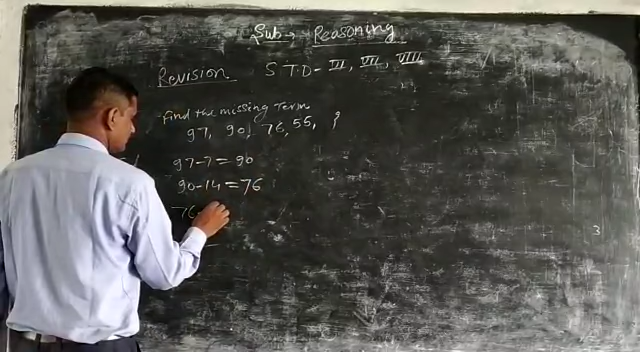 Sub → Reasoning
Revision STD - III, VII, VIII
Find the missing Term
97, 90, 76, 55, ?
97-7=90
90-14=76
76